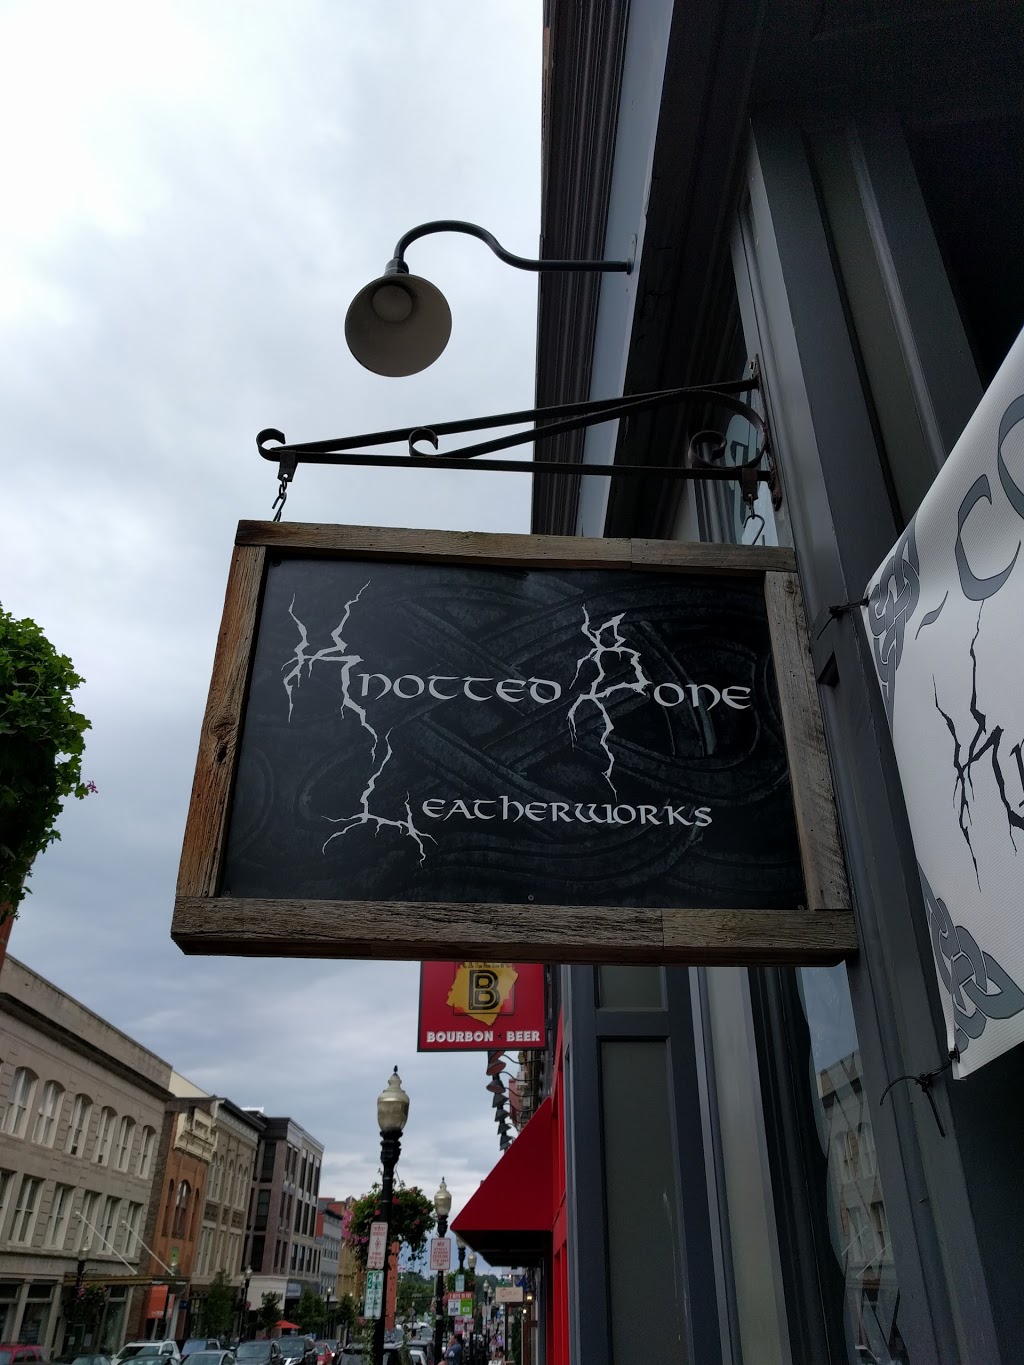 Knotted Bone
Leatherworks
B
BOURBON • BEER